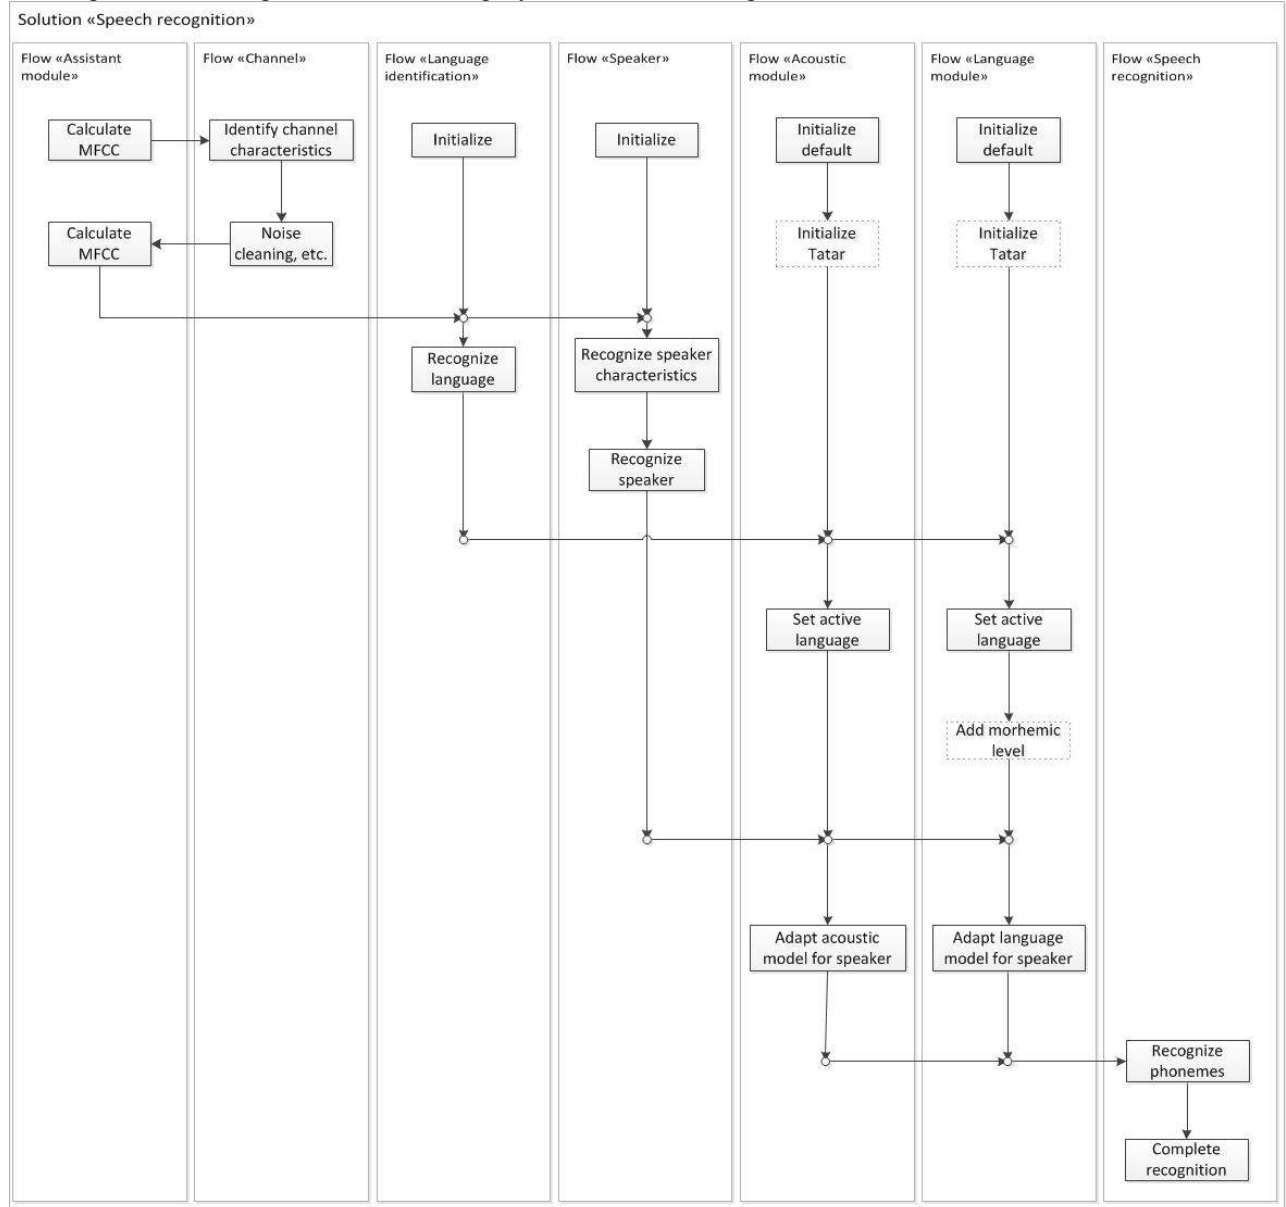 Solution «Speech recognition»
Flow «Assistant
module»
Flow «Channel»
Flow «Language
identification»
Flow «Speaker»
Flow «Acoustic
module»
Flow «Language
module»
Flow «Speech
recognition»
Calculate
MFCC
Identify channel
characteristics
Initialize
Initialize
Initialize
default
Initialize
default
Calculate
MFCC
Noise
cleaning, etc.
Initialize
Tatar
Initialize
Tatar
Recognize
language
Recognize speaker
characteristics
Recognize
speaker
Set active
language
Set active
language
Add morhemic
level
Adapt acoustic
model for speaker
Adapt language
model for speaker
Recognize
phonemes
Complete
recognition